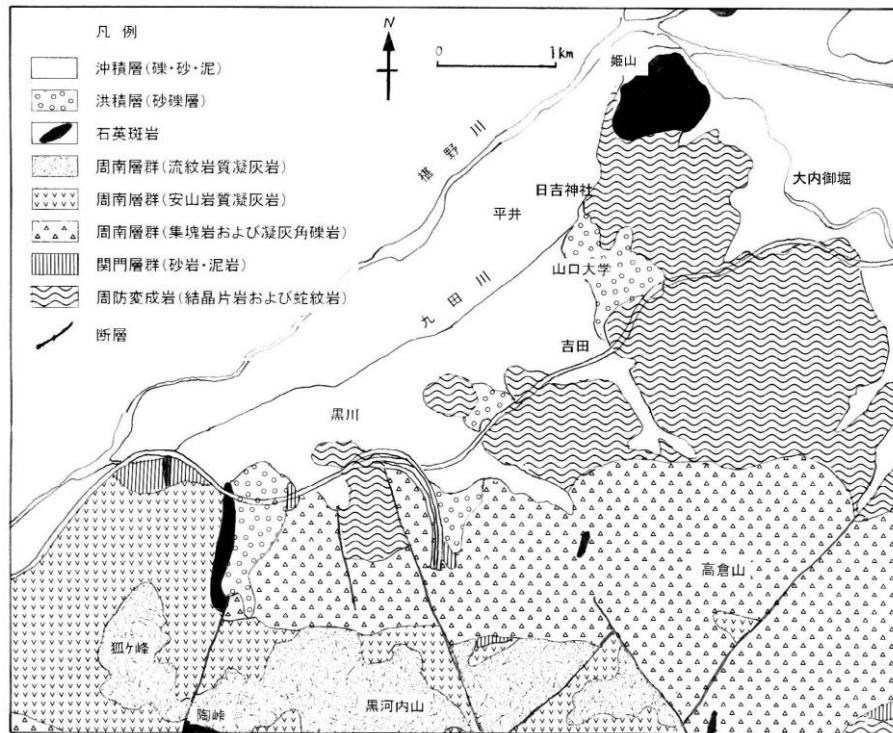 凡例
沖積層(礫・砂・泥)
洪積層(砂礫層)
石英斑岩
周南層群(流紋岩質凝灰岩)
周南層群(安山岩質凝灰岩)
周南層群(集塊岩および凝灰角礫岩)
関門層群(砂岩・泥岩)
周防変成岩(結晶片岩および蛇紋岩)
断層
N
0 1km
姫山
椹野川
日吉神社
大内御堀
平井
山口大学
九田川
吉田
黒川
高倉山
狐ケ峰
陶峠
黒河内山